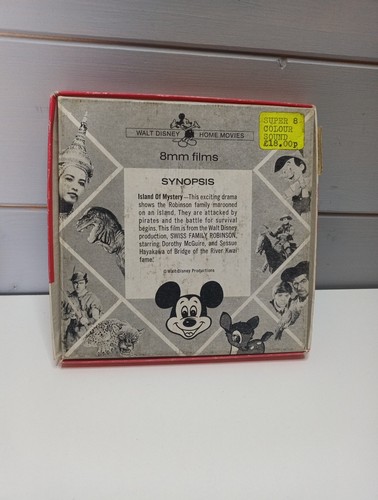 WALT DISNEY HOME MOVIES
8mm films
SUPER 8
COLOUR
SOUND
£18.00p
SYNOPSIS
Island Of Mystery—This exciting drama
shows the Robinson family marooned
on an island. They are attacked by
pirates and the battle for survival
begins. This film is from the Walt Disney
production, SWISS FAMILY ROBINSON,
starring Dorothy McGuire, and Sessue
Hayakawa of Bridge of the River Kwai
fame.
©Walt Disney Productions